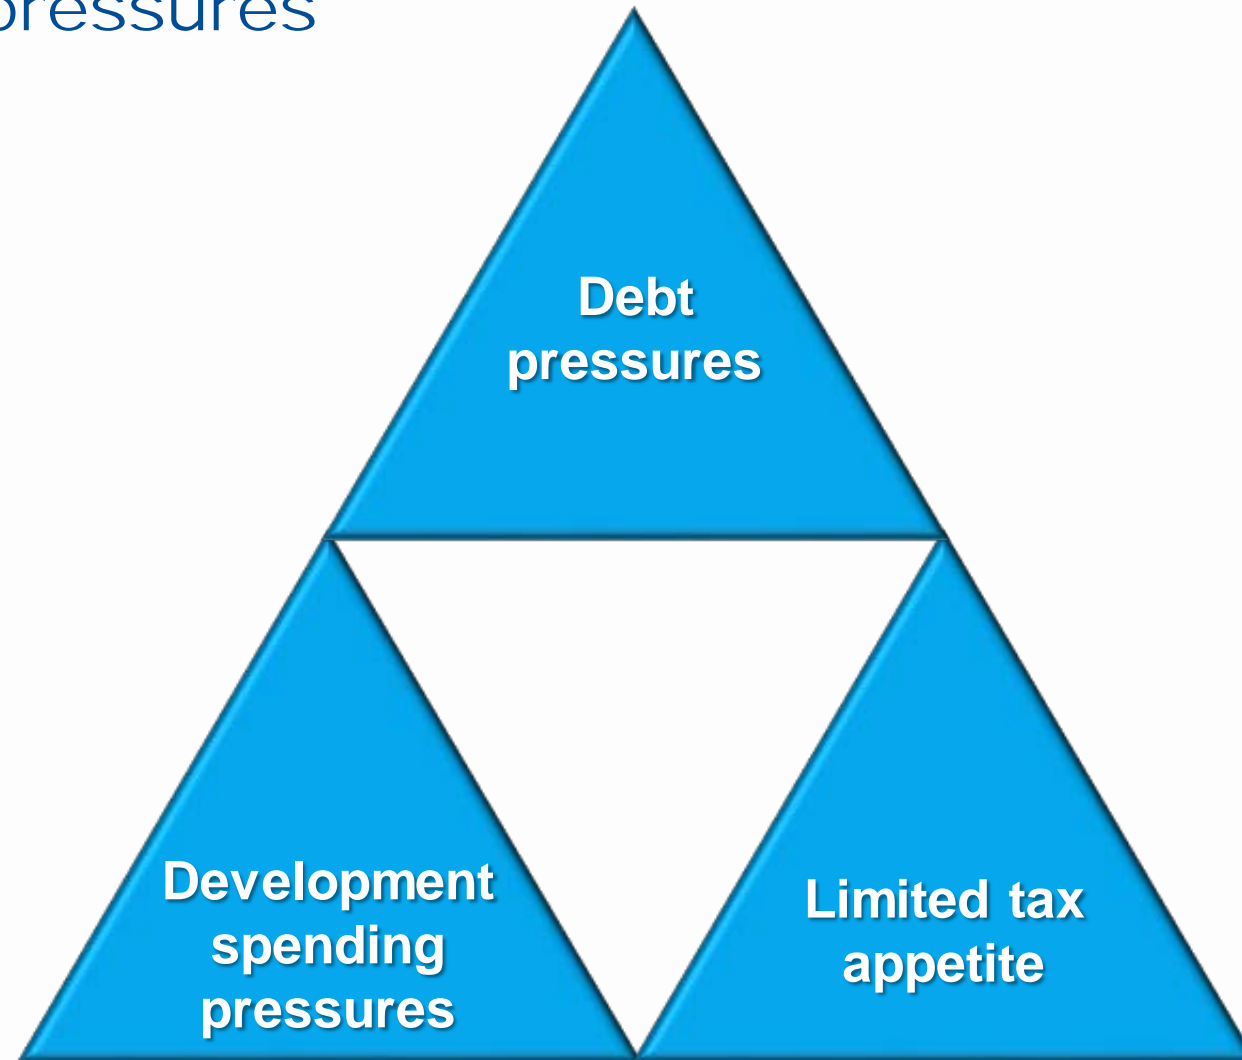 pressures
Debt
pressures
Development
spending
pressures
Limited tax
appetite